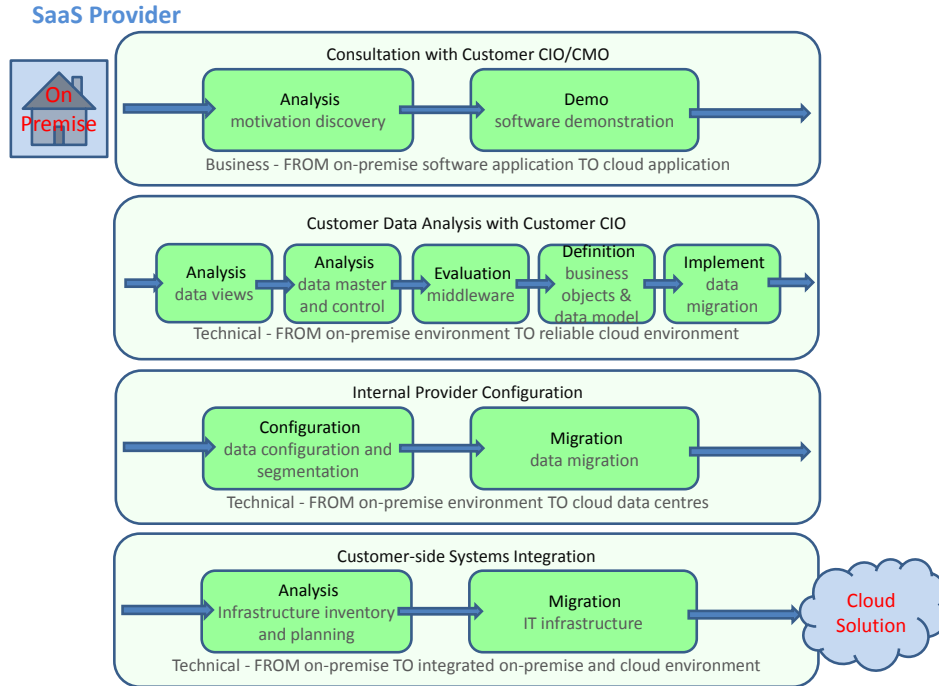 SaaS Provider
On
Premise
Consultation with Customer CIO/CMO
Analysis
motivation discovery
Demo
software demonstration
Business - FROM on-premise software application TO cloud application
Customer Data Analysis with Customer CIO
Analysis
data views
Analysis
data master
and control
Evaluation
middleware
Definition
business
objects &
data model
Implement
data
migration
Technical - FROM on-premise environment TO reliable cloud environment
Internal Provider Configuration
Configuration
data configuration and
segmentation
Migration
data migration
Technical - FROM on-premise environment TO cloud data centres
Customer-side Systems Integration
Analysis
Infrastructure inventory
and planning
Migration
IT infrastructure
Technical - FROM on-premise TO integrated on-premise and cloud environment
Cloud
Solution